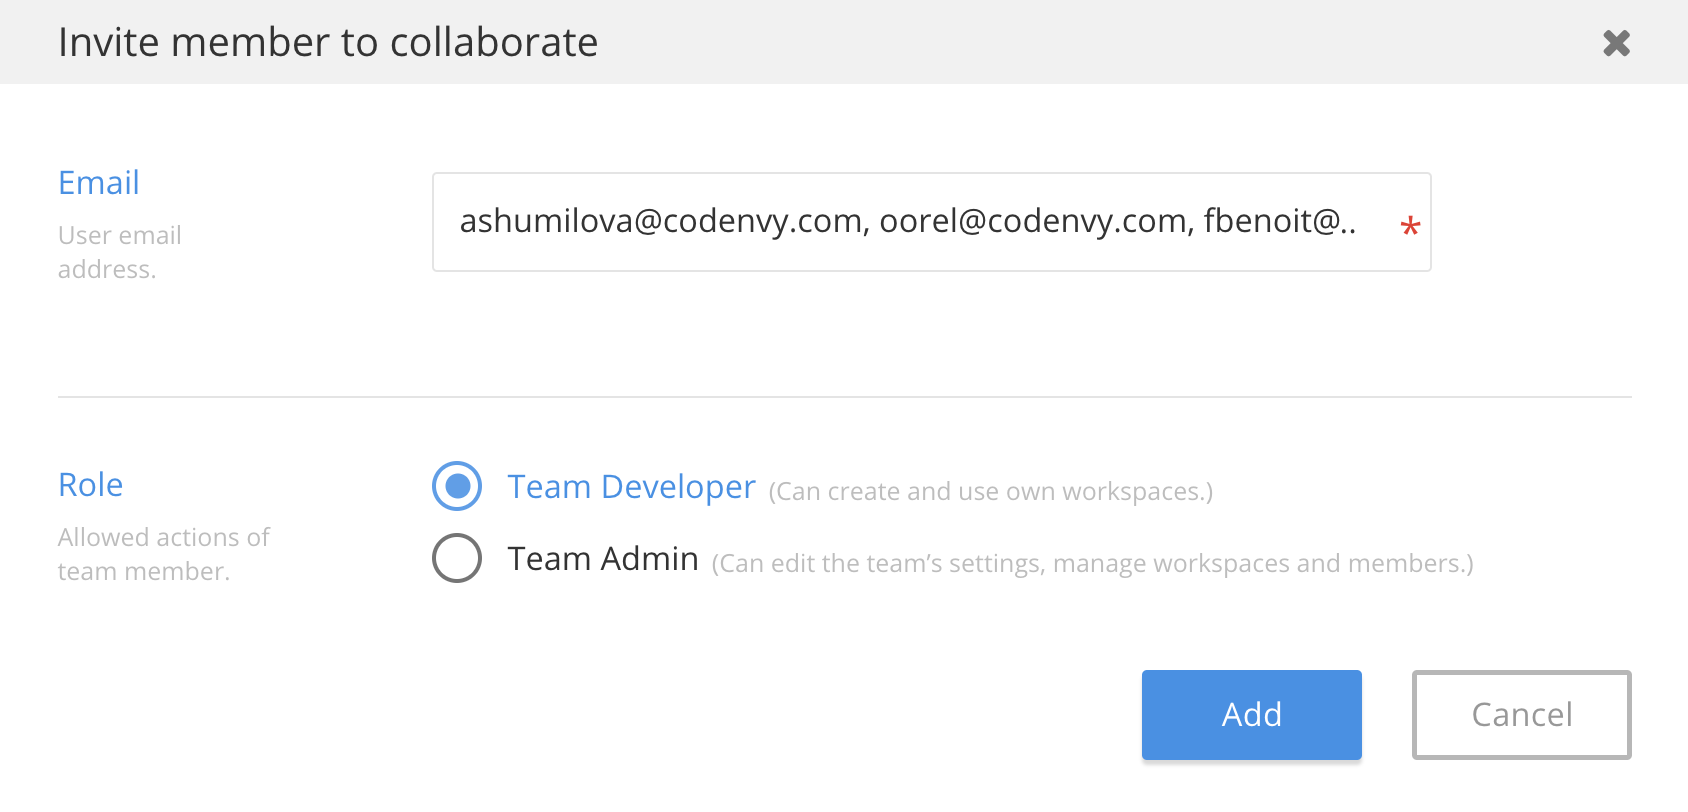 Invite member to collaborate
Email
User email
address.
ashumilova@codenvy.com, oorel@codenvy.com, fbenoit@..
*
Role
Allowed actions of
team member.
Team Developer (Can create and use own workspaces.)
Team Admin (Can edit the team’s settings, manage workspaces and members.)
Add
Cancel